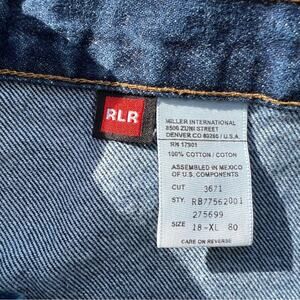 RLR
MILLER INTERNATIONAL
8500 ZUNI STREET
DENVER CO 80260 / U.S.A.
RN 17901
100% COTTON / COTON
ASSEMBLED IN MEXICO
OF U.S. COMPONENTS
CUT 3671
STY. RB77562001
275699
SIZE 18-XL 80
CARE ON REVERSE